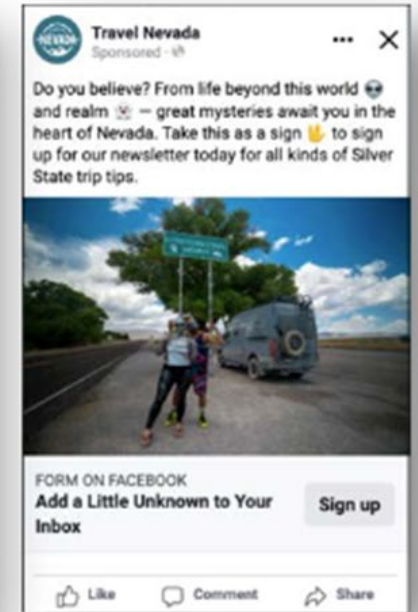 NEVADA
Travel Nevada
Sponsored ·
Do you believe? From life beyond this world 👽
and realm 👻 — great mysteries await you in the
heart of Nevada. Take this as a sign 🖖 to sign
up for our newsletter today for all kinds of Silver
State trip tips.
FORM ON FACEBOOK
Add a Little Unknown to Your
Inbox
Sign up
Like
Comment
Share